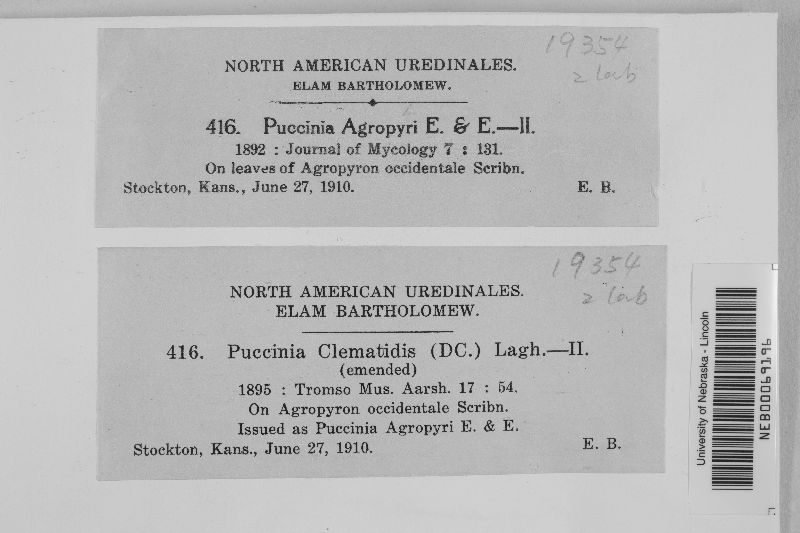 19354
2 lab
NORTH AMERICAN UREDINALES.
ELAM BARTHOLOMEW.
416. Puccinia Agropyri E. & E.—II.
1892 : Journal of Mycology 7 : 131.
On leaves of Agropyron occidentale Scribn.
Stockton, Kans., June 27, 1910. E. B.
19354
2 lab
NORTH AMERICAN UREDINALES.
ELAM BARTHOLOMEW.
416. Puccinia Clematidis (DC.) Lagh.—II.
(emended)
1895 : Tromso Mus. Aarsh. 17 : 54.
On Agropyron occidentale Scribn.
Issued as Puccinia Agropyri E. & E.
Stockton, Kans., June 27, 1910. E. B.
University of Nebraska - Lincoln
NEB00069196